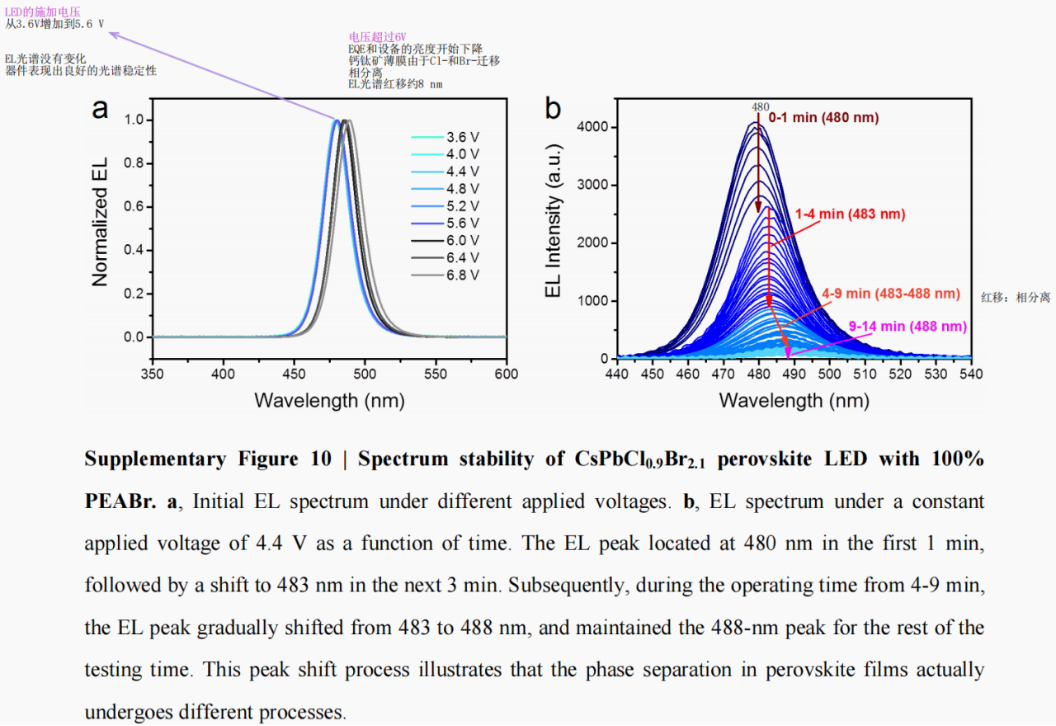 LED的施加电压
从3.6V增加到5.6 V
EL光谱没有变化
器件表现出良好的光谱稳定性
电压超过6V
EQE和设备的亮度开始下降
钙钛矿薄膜由于Cl-和Br-迁移
相分离
EL光谱红移约8 nm
a
Normalized EL
1.0
0.8
0.6
0.4
0.2
0.0
3.6 V
4.0 V
4.4 V
4.8 V
5.2 V
5.6 V
6.0 V
6.4 V
6.8 V
350 400 450 500 550 600
Wavelength (nm)
b
EL Intensity (a.u.)
4000
3000
2000
1000
0
480
0-1 min (480 nm)
1-4 min (483 nm)
4-9 min (483-488 nm)
9-14 min (488 nm)
红移：相分离
440 450 460 470 480 490 500 510 520 530 540
Wavelength (nm)
Supplementary Figure 10 | Spectrum stability of CsPbCl0.9Br2.1 perovskite LED with 100%
PEABr. a, Initial EL spectrum under different applied voltages. b, EL spectrum under a constant
applied voltage of 4.4 V as a function of time. The EL peak located at 480 nm in the first 1 min,
followed by a shift to 483 nm in the next 3 min. Subsequently, during the operating time from 4-9 min,
the EL peak gradually shifted from 483 to 488 nm, and maintained the 488-nm peak for the rest of the
testing time. This peak shift process illustrates that the phase separation in perovskite films actually
undergoes different processes.